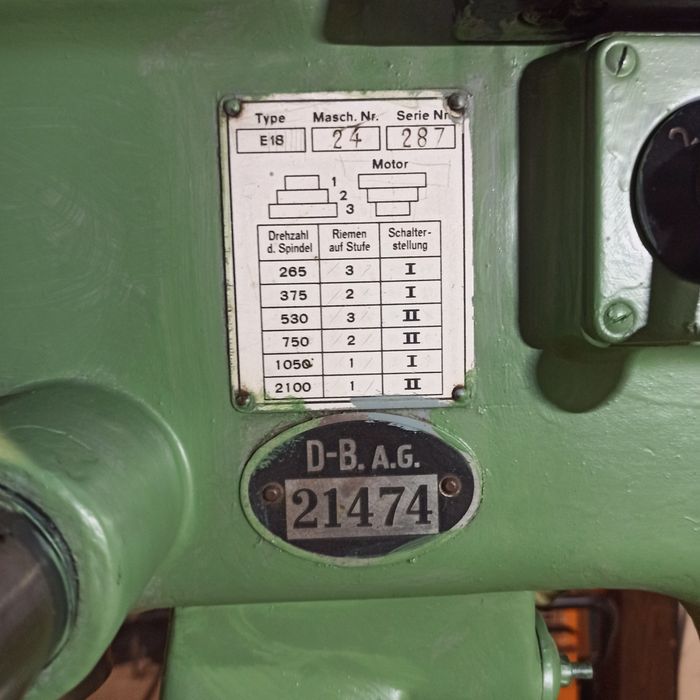 Type Masch. Nr. Serie Nr
E18 24 287
Motor
1
2
3
Drehzahl d. Spindel Riemen auf Stufe Schalter- stellung
265 3 I
375 2 I
530 3 II
750 2 II
1050 1 I
2100 1 II
D-B. A.G.
21474
2